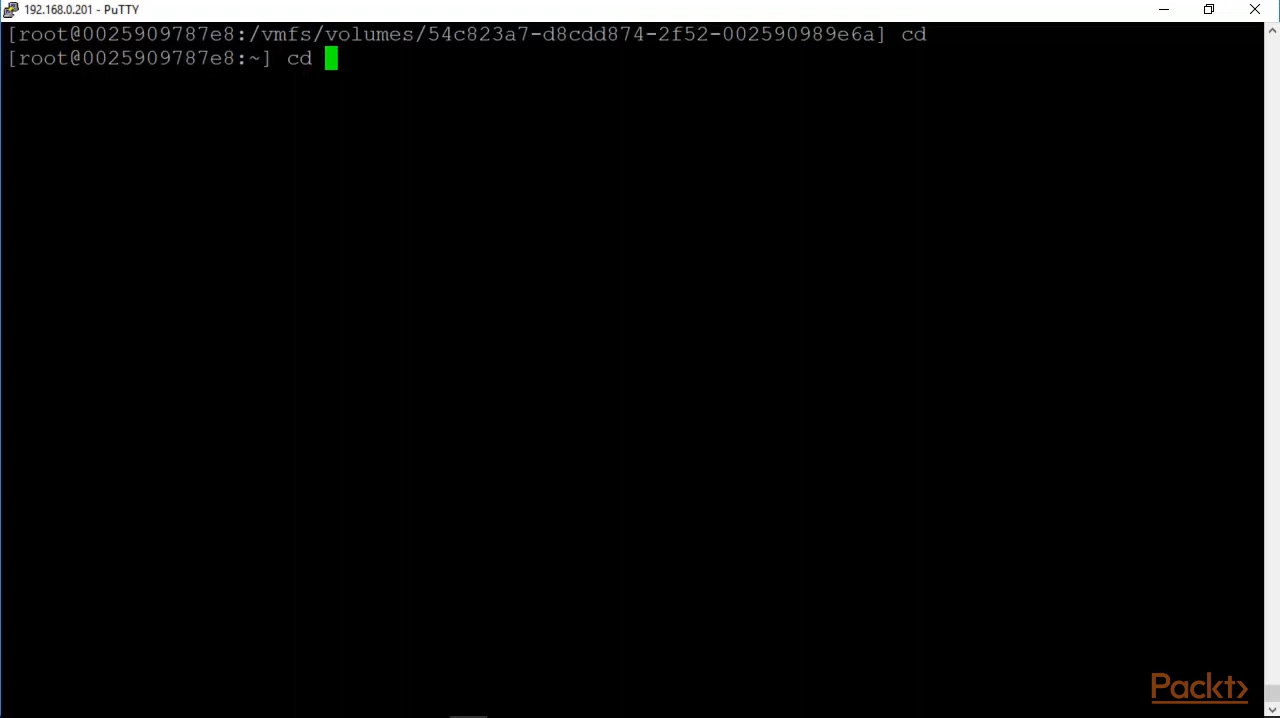 192.168.0.201 - PuTTY
[root@0025909787e8:/vmfs/volumes/54c823a7-d8cdd874-2f52-002590989e6a] cd
[root@0025909787e8:~] cd
Packt>